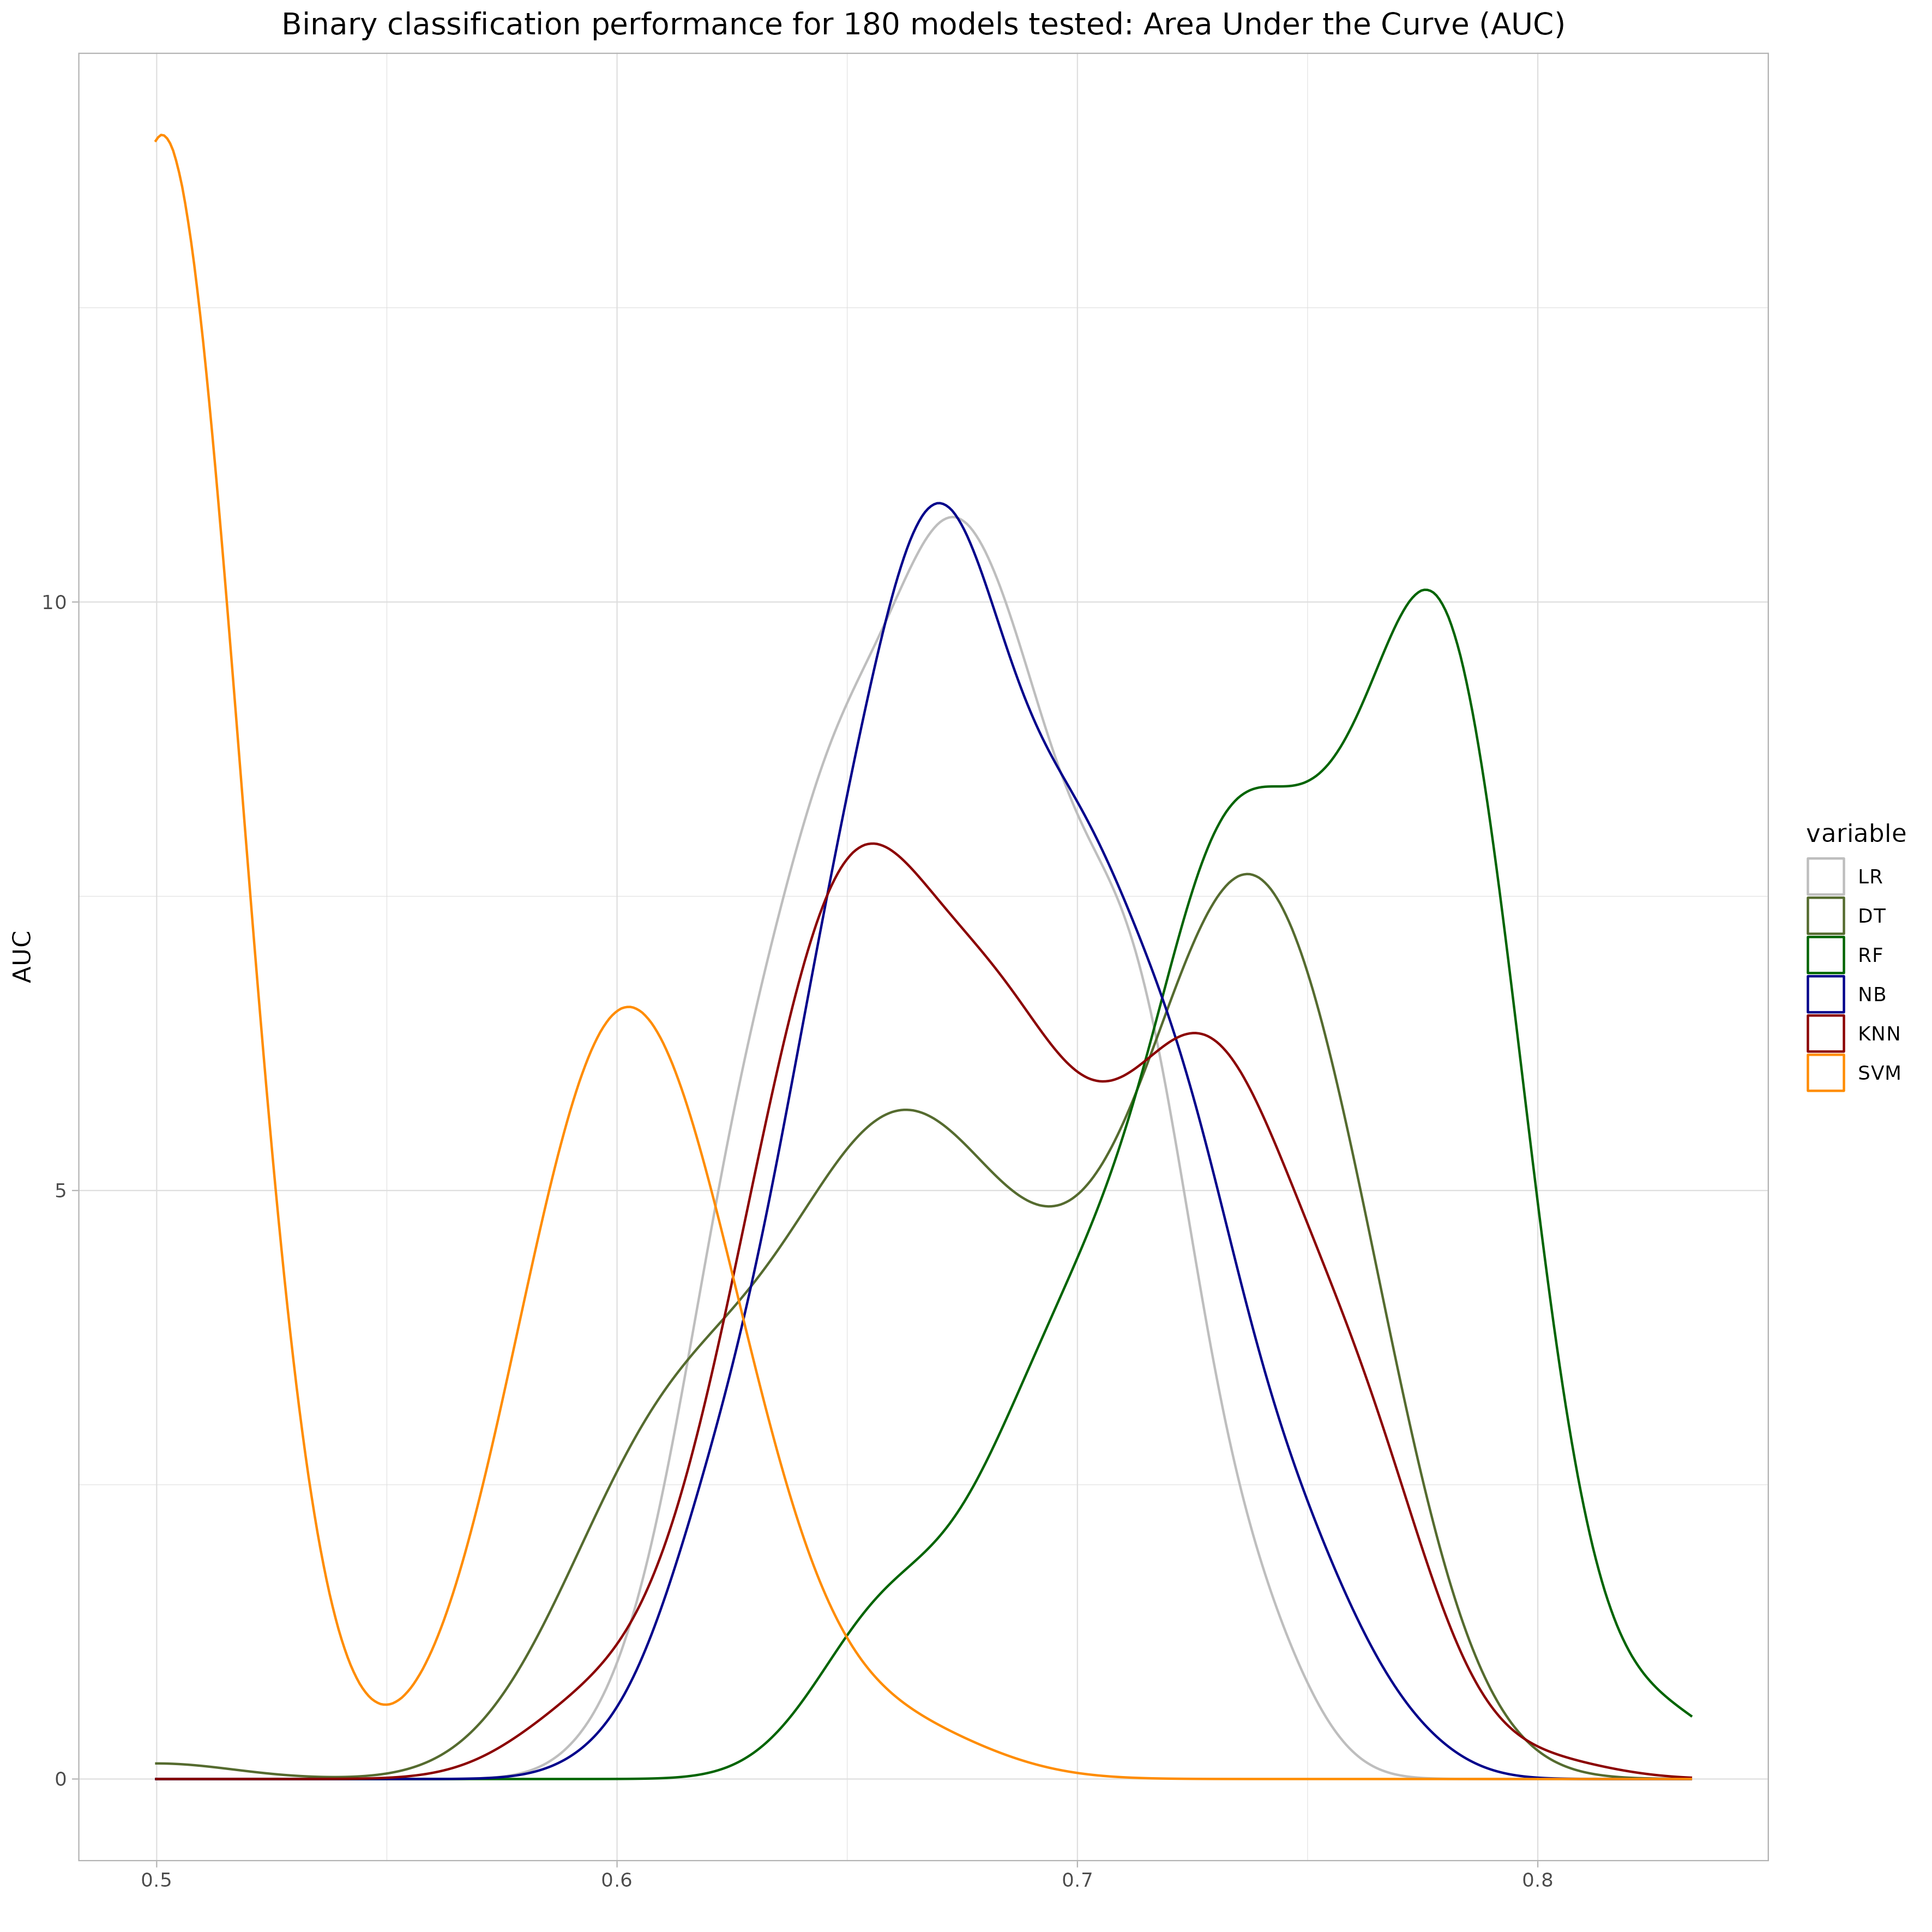 Binary classification performance for 180 models tested: Area Under the Curve (AUC)
10
5
0
AUC
0.5 0.6 0.7 0.8
variable
LR
DT
RF
NB
KNN
SVM